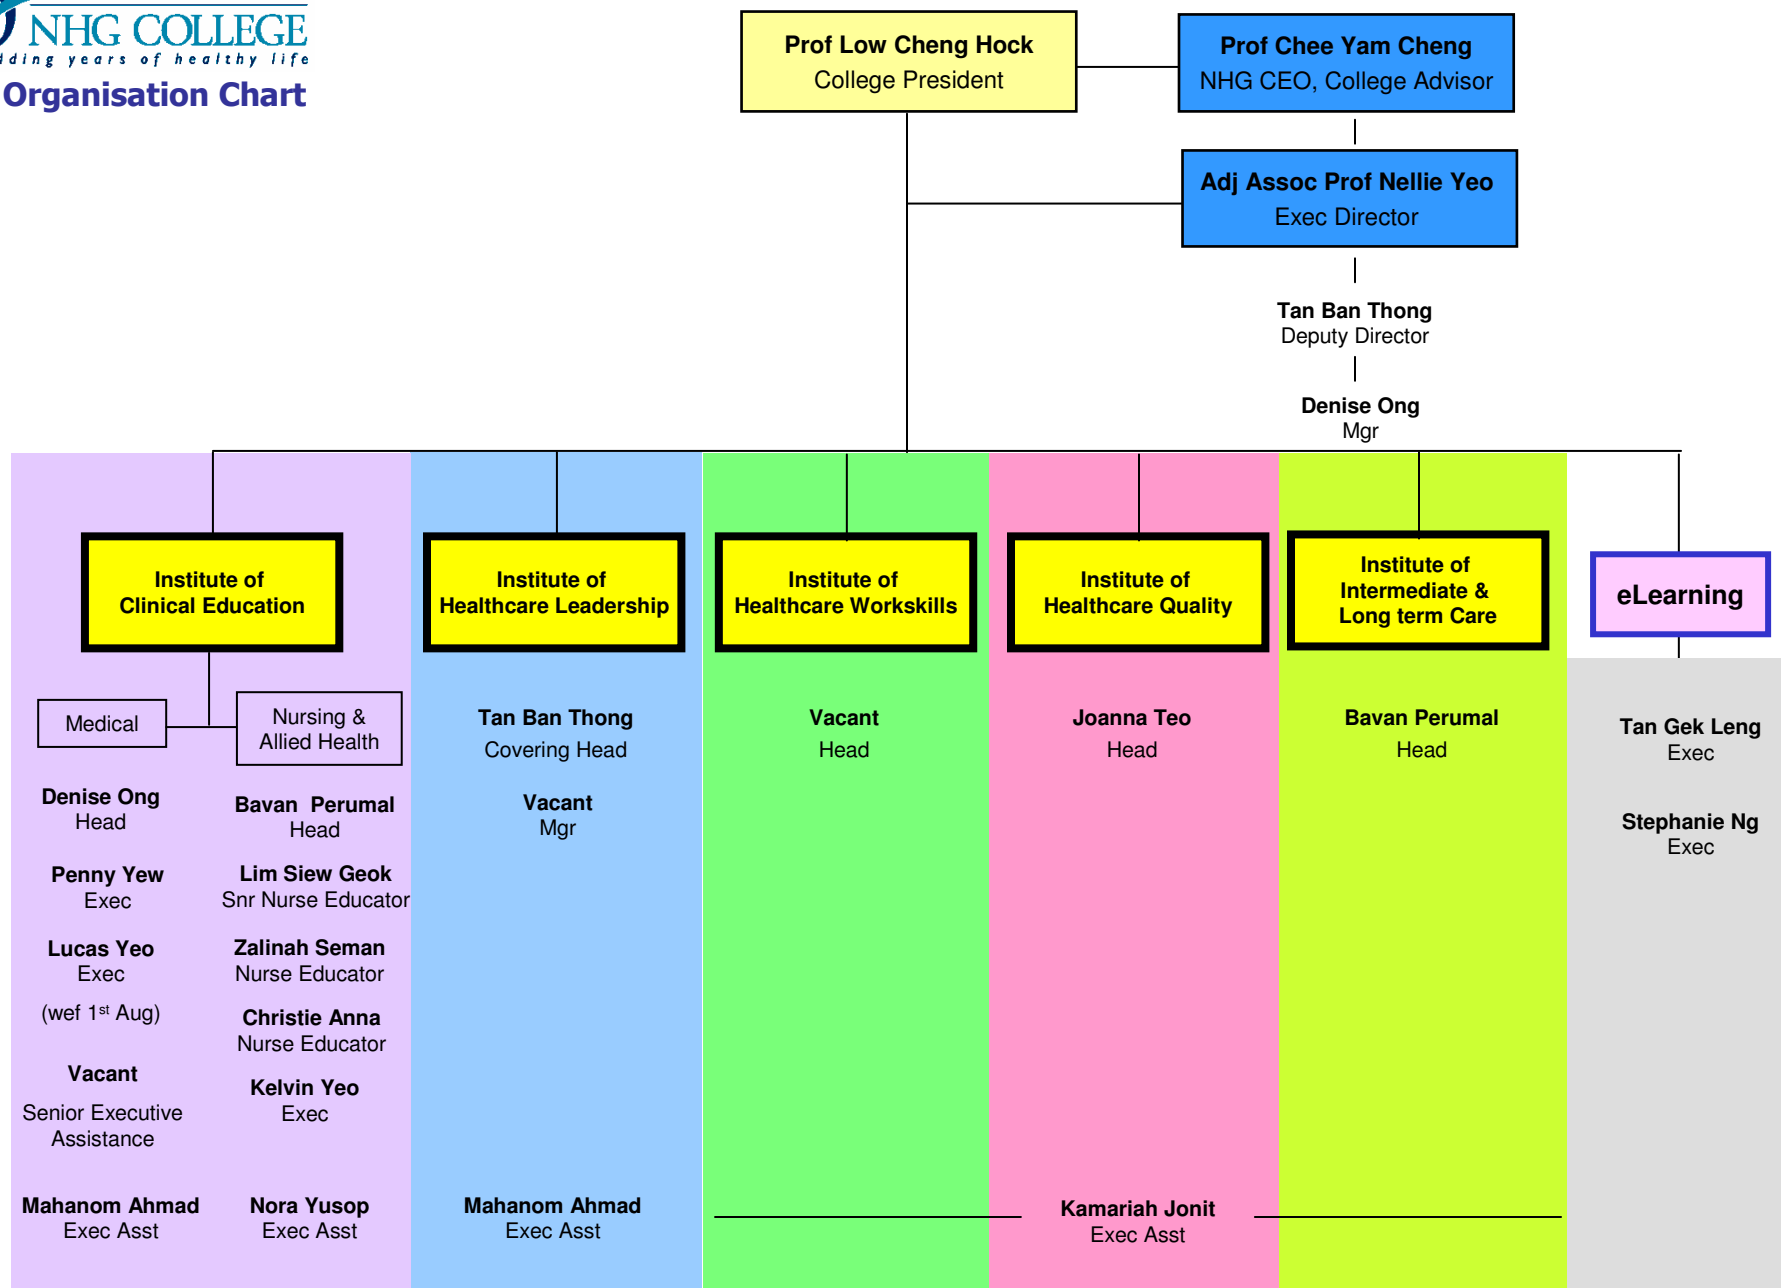 NHG COLLEGE
dding years of healthy life
Organisation Chart
Prof Low Cheng Hock
College President
Prof Chee Yam Cheng
NHG CEO, College Advisor
Adj Assoc Prof Nellie Yeo
Exec Director
Tan Ban Thong
Deputy Director
Denise Ong
Mgr
Institute of
Clinical Education
Institute of
Healthcare Leadership
Institute of
Healthcare Workskills
Institute of
Healthcare Quality
Institute of
Intermediate &
Long term Care
eLearning
Medical
Nursing &
Allied Health
Denise Ong
Head
Penny Yew
Exec
Lucas Yeo
Exec
(wef 1st Aug)
Vacant
Senior Executive
Assistance
Mahanom Ahmad
Exec Asst
Bavan  Perumal
Head
Lim Siew Geok
Snr Nurse Educator
Zalinah Seman
Nurse Educator
Christie Anna
Nurse Educator
Kelvin Yeo
Exec
Nora Yusop
Exec Asst
Tan Ban Thong
Covering Head
Vacant
Mgr
Mahanom Ahmad
Exec Asst
Vacant
Head
Joanna Teo
Head
Kamariah Jonit
Exec Asst
Bavan Perumal
Head
Tan Gek Leng
Exec
Stephanie Ng
Exec